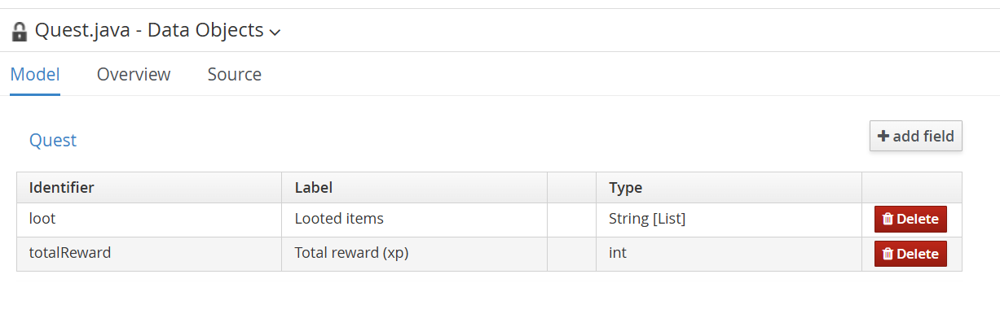 Quest.java - Data Objects
Model Overview Source
Quest
add field
Identifier Label Type
loot Looted items String [List] Delete
totalReward Total reward (xp) int Delete